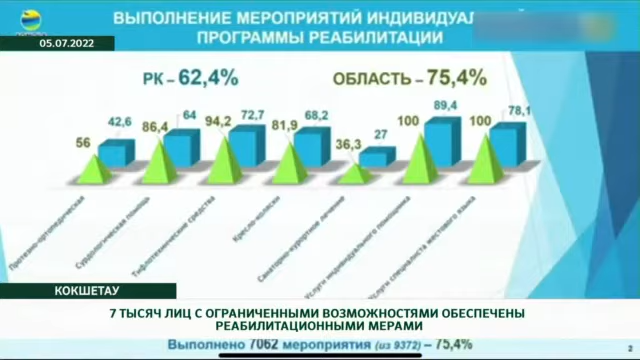 ВЫПОЛНЕНИЕ МЕРОПРИЯТИЙ
ПРОГРАММЫ РЕАБИЛИТАЦИИ
05.07.2022
РК – 62,4%
ОБЛАСТЬ – 75,4%
56
42,6
86,4
64
94,2
72,7
81,9
68,2
36,3
27
100
89,4
100
78,1
Протезно-ортопедическая
Сурдологическая помощь
Тифлотехнические средства
Кресло-коляски
Санаторно-курортное лечение
Услуги индивидуального помощника
Услуги специалиста жестового языка
КОКШЕТАУ
7 ТЫСЯЧ ЛИЦ С ОГРАНИЧЕННЫМИ ВОЗМОЖНОСТЯМИ ОБЕСПЕЧЕНЫ
РЕАБИЛИТАЦИОННЫМИ МЕРАМИ
Выполнено 7062 мероприятия (из 9372) – 75,4%
2